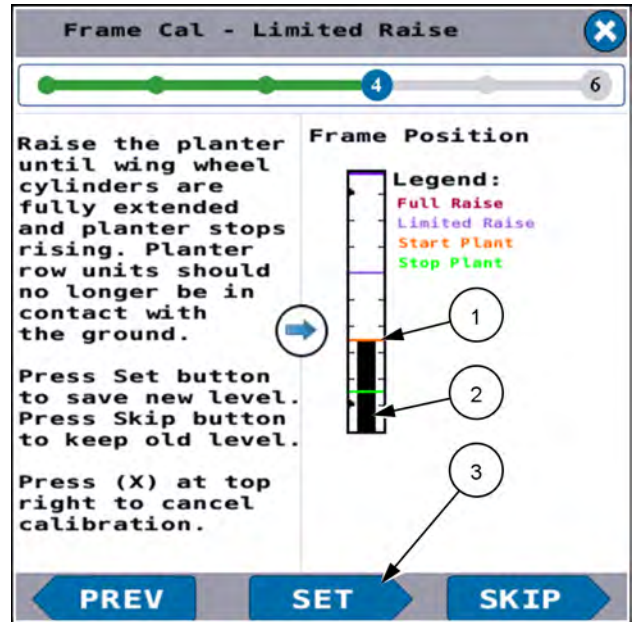 Frame Cal - Limited Raise
4
6
Raise the planter
until wing wheel
cylinders are
fully extended
and planter stops
rising. Planter
row units should
no longer be in
contact with
the ground.
Press Set button
to save new level.
Press Skip button
to keep old level.
Press (X) at top
right to cancel
calibration.
Frame Position
Legend:
Full Raise
Limited Raise
Start Plant
Stop Plant
1
2
3
PREV
SET
SKIP